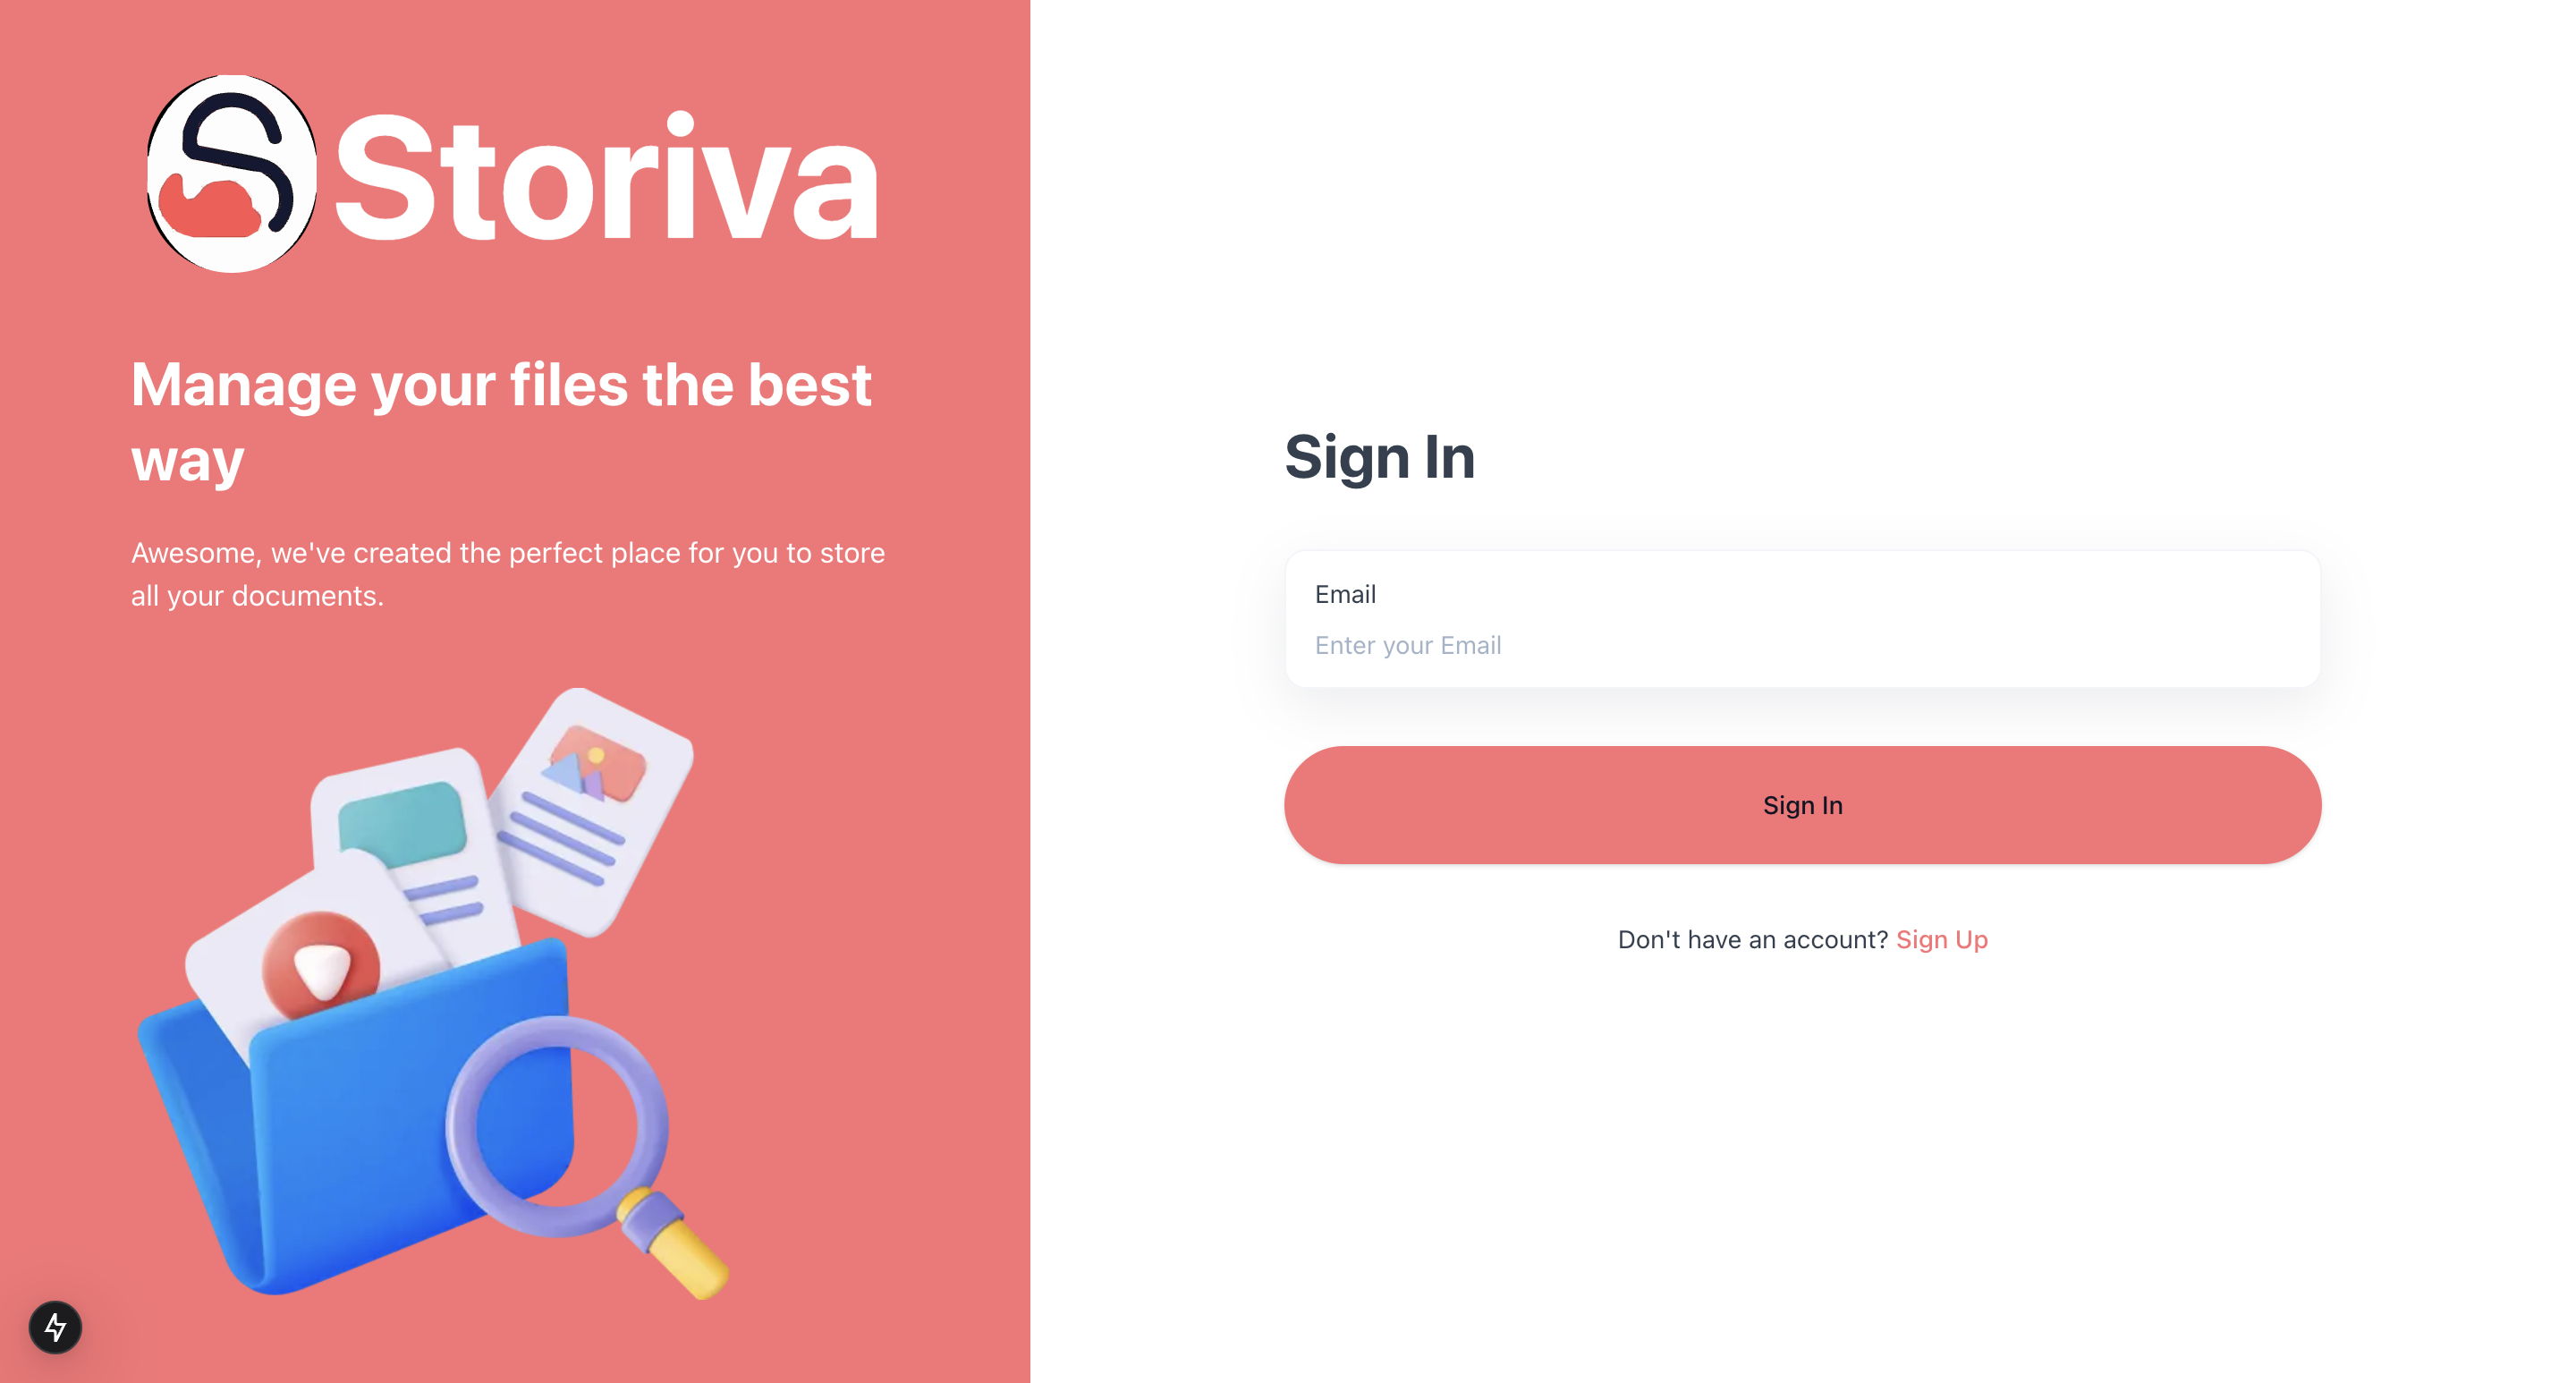 Storiva
Manage your files the best
way
Awesome, we've created the perfect place for you to store
all your documents.
Sign In
Email
Enter your Email
Sign In
Don't have an account? Sign Up